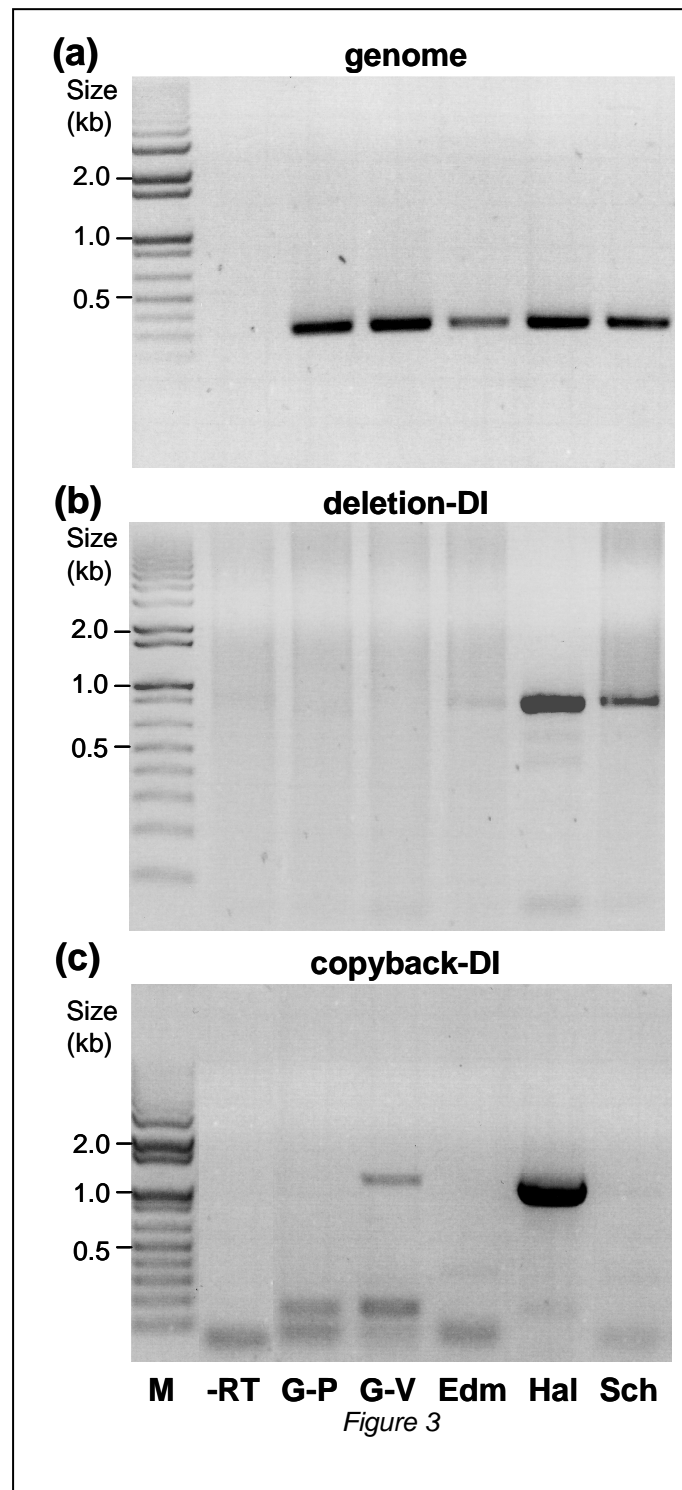 (a)
genome
Size
(kb)
2.0
1.0
0.5
(b)
deletion-DI
Size
(kb)
2.0
1.0
0.5
(c)
copyback-DI
Size
(kb)
2.0
1.0
0.5
M -RT G-P G-V Edm Hal Sch
Figure 3